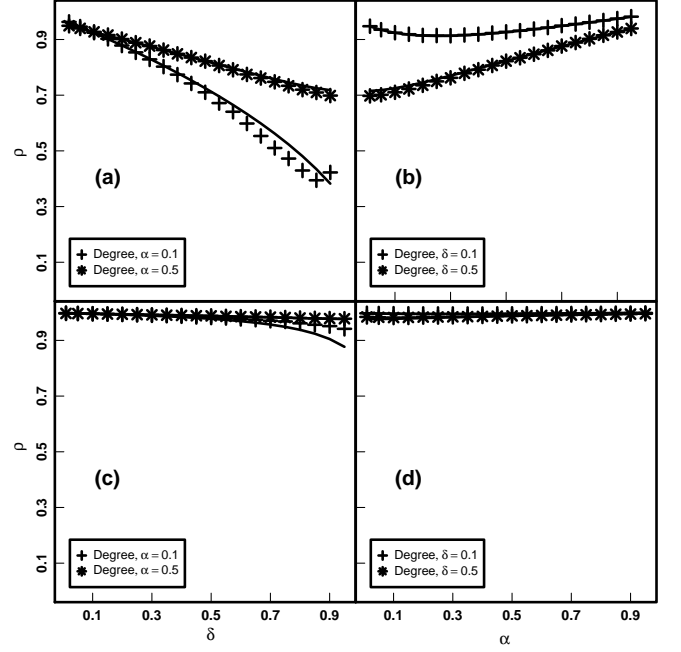 0.9
0.7
ρ
0.5
(a)
(b)
0.3
Degree, α = 0.1
Degree, δ = 0.1
Degree, α = 0.5
Degree, δ = 0.5
0.1
0.9
0.7
ρ
0.5
(c)
(d)
0.3
Degree, α = 0.1
Degree, δ = 0.1
Degree, α = 0.5
Degree, δ = 0.5
0.1
0.1 0.3 0.5 0.7 0.9 0.1 0.3 0.5 0.7 0.9
δ
α